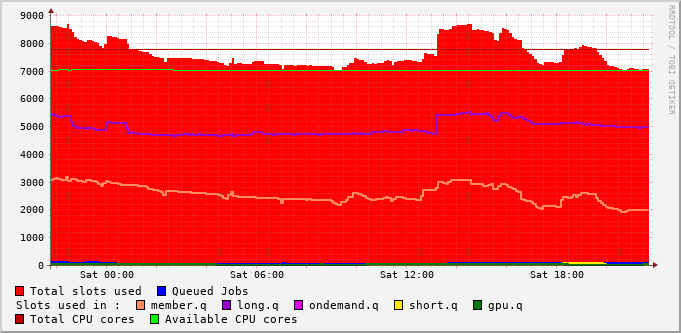 9000
8000
7000
6000
5000
4000
3000
2000
1000
0
Sat 00:00 Sat 06:00 Sat 12:00 Sat 18:00
RRDTOOL / TOBI OETIKER
Total slots used Queued Jobs
Slots used in : member.q long.q ondemand.q short.q gpu.q
Total CPU cores Available CPU cores